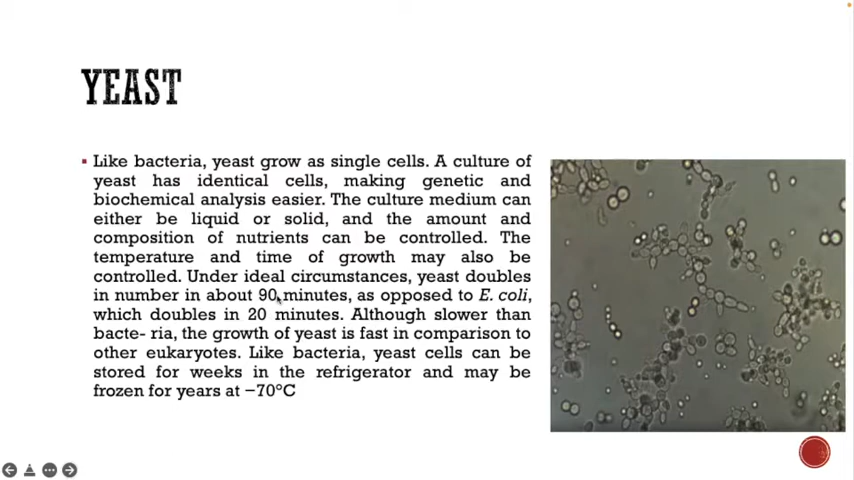 YEAST
Like bacteria, yeast grow as single cells. A culture of
yeast has identical cells, making genetic and
biochemical analysis easier. The culture medium can
either be liquid or solid, and the amount and
composition of nutrients can be controlled. The
temperature and time of growth may also be
controlled. Under ideal circumstances, yeast doubles
in number in about 90 minutes, as opposed to E. coli,
which doubles in 20 minutes. Although slower than
bacte- ria, the growth of yeast is fast in comparison to
other eukaryotes. Like bacteria, yeast cells can be
stored for weeks in the refrigerator and may be
frozen for years at −70°C